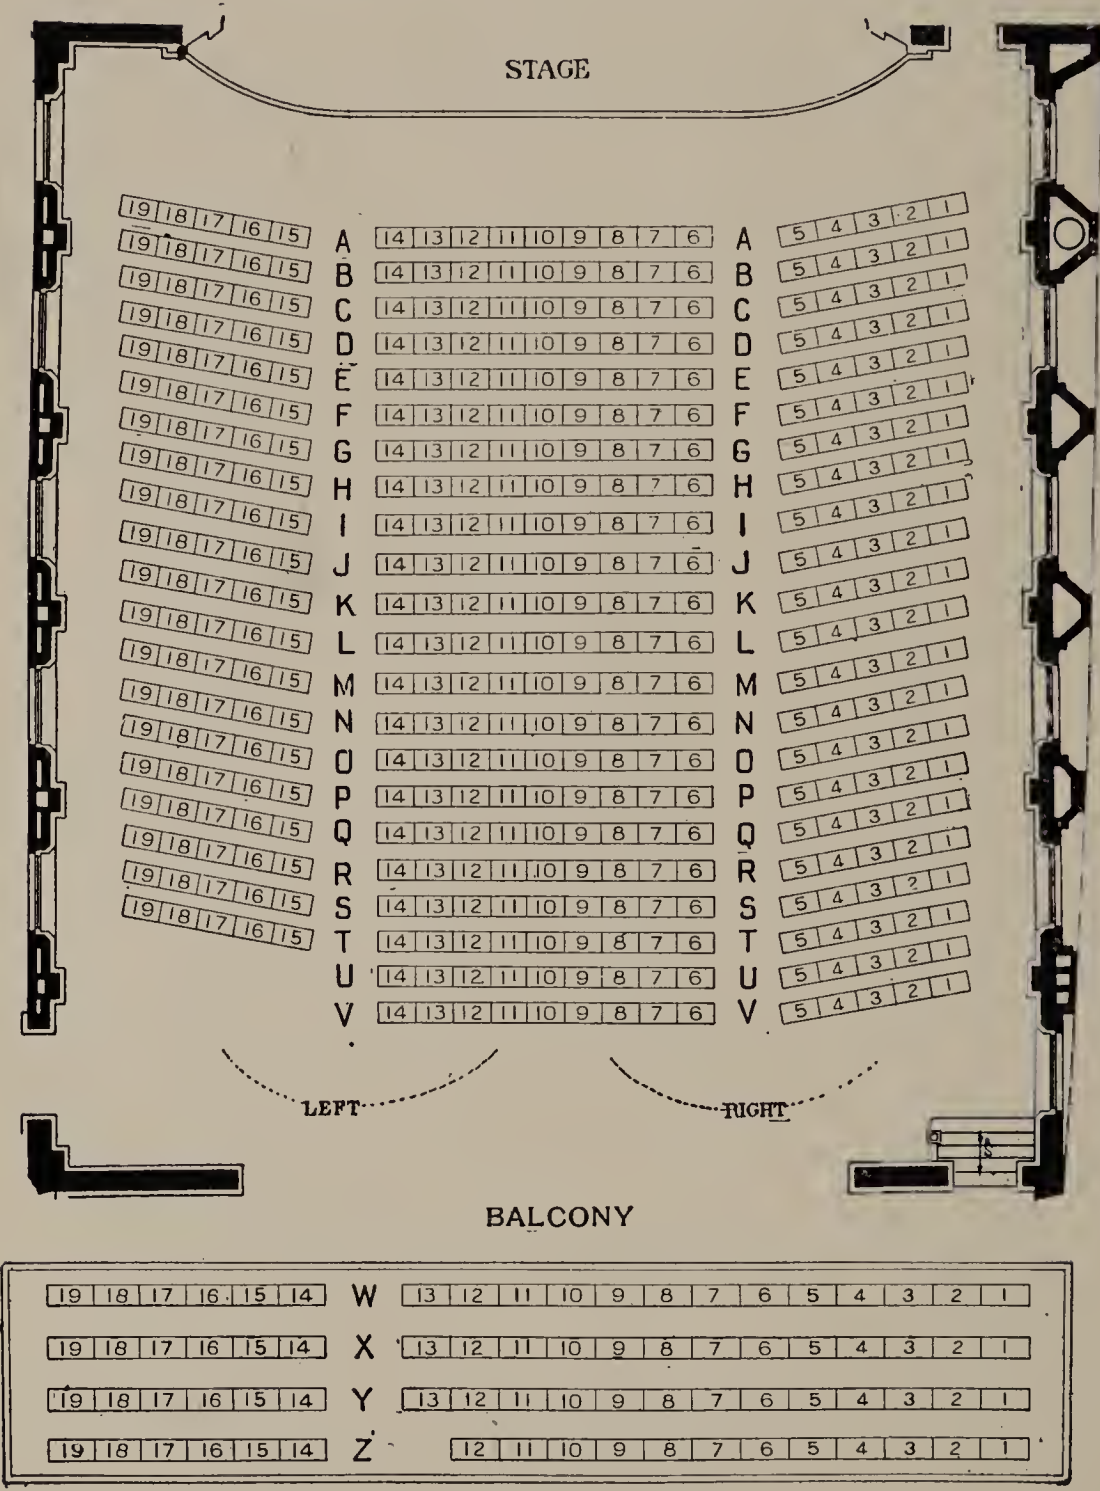 STAGE
19 18 17 16 15 A 14 13 12 11 10 9 8 7 6 A 5 4 3 2 1
19 18 17 16 15 B 14 13 12 11 10 9 8 7 6 B 5 4 3 2 1
19 18 17 16 15 C 14 13 12 11 10 9 8 7 6 C 5 4 3 2 1
19 18 17 16 15 D 14 13 12 11 10 9 8 7 6 D 5 4 3 2 1
19 18 17 16 15 E 14 13 12 11 10 9 8 7 6 E 5 4 3 2 1
19 18 17 16 15 F 14 13 12 11 10 9 8 7 6 F 5 4 3 2 1
19 18 17 16 15 G 14 13 12 11 10 9 8 7 6 G 5 4 3 2 1
19 18 17 16 15 H 14 13 12 11 10 9 8 7 6 H 5 4 3 2 1
19 18 17 16 15 I 14 13 12 11 10 9 8 7 6 I 5 4 3 2 1
19 18 17 16 15 J 14 13 12 11 10 9 8 7 6 J 5 4 3 2 1
19 18 17 16 15 K 14 13 12 11 10 9 8 7 6 K 5 4 3 2 1
19 18 17 16 15 L 14 13 12 11 10 9 8 7 6 L 5 4 3 2 1
19 18 17 16 15 M 14 13 12 11 10 9 8 7 6 M 5 4 3 2 1
19 18 17 16 15 N 14 13 12 11 10 9 8 7 6 N 5 4 3 2 1
19 18 17 16 15 O 14 13 12 11 10 9 8 7 6 O 5 4 3 2 1
19 18 17 16 15 P 14 13 12 11 10 9 8 7 6 P 5 4 3 2 1
19 18 17 16 15 Q 14 13 12 11 10 9 8 7 6 Q 5 4 3 2 1
19 18 17 16 15 R 14 13 12 11 10 9 8 7 6 R 5 4 3 2 1
19 18 17 16 15 S 14 13 12 11 10 9 8 7 6 S 5 4 3 2 1
19 18 17 16 15 T 14 13 12 11 10 9 8 7 6 T 5 4 3 2 1
U 14 13 12 11 10 9 8 7 6 U 5 4 3 2 1
V 14 13 12 11 10 9 8 7 6 V 5 4 3 2 1
LEFT RIGHT
BALCONY
19 18 17 16 15 14 W 13 12 11 10 9 8 7 6 5 4 3 2 1
19 18 17 16 15 14 X 13 12 11 10 9 8 7 6 5 4 3 2 1
19 18 17 16 15 14 Y 13 12 11 10 9 8 7 6 5 4 3 2 1
19 18 17 16 15 14 Z 12 11 10 9 8 7 6 5 4 3 2 1